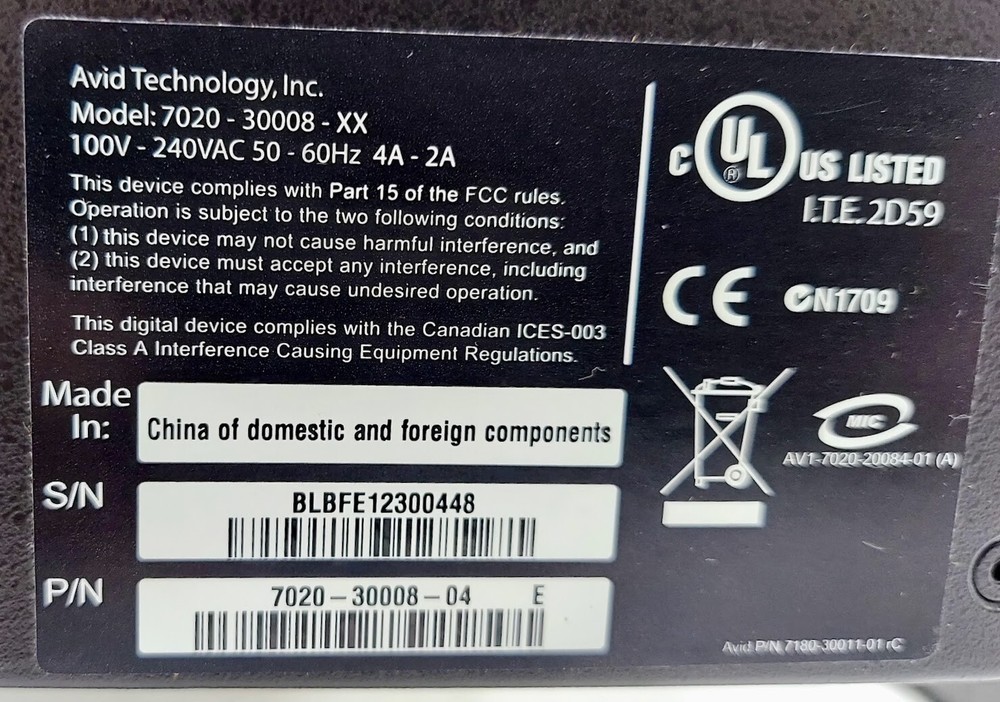 Avid Technology, Inc.
Model: 7020 - 30008 - XX
100V - 240VAC 50 - 60Hz 4A - 2A
This device complies with Part 15 of the FCC rules.
Operation is subject to the two following conditions:
(1) this device may not cause harmful interference, and
(2) this device must accept any interference, including
interference that may cause undesired operation.
This digital device complies with the Canadian ICES-003
Class A Interference Causing Equipment Regulations.
C UL US LISTED
®
I.T.E. 2D59
CE N1709
MIC
AV1-7020-20084-01 (A)
Made
In:
China of domestic and foreign components
S/N
BLBFE12300448
P/N
7020 – 30008 – 04 E
Avid P/N 7180-30011-01 rC